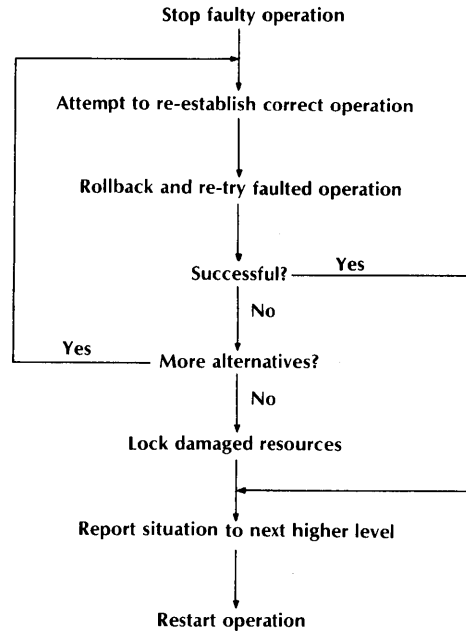 Stop faulty operation
Attempt to re-establish correct operation
Rollback and re-try faulted operation
Successful?
Yes
No
Yes
More alternatives?
No
Lock damaged resources
Report situation to next higher level
Restart operation